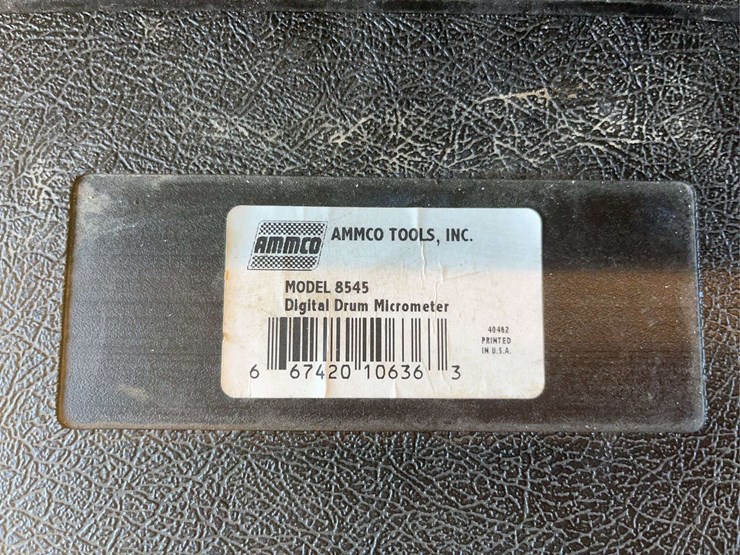 AMMCO
AMMCO TOOLS, INC.
MODEL 8545
Digital Drum Micrometer
40482
PRINTED
IN U.S.A.
6 67420 10636 3